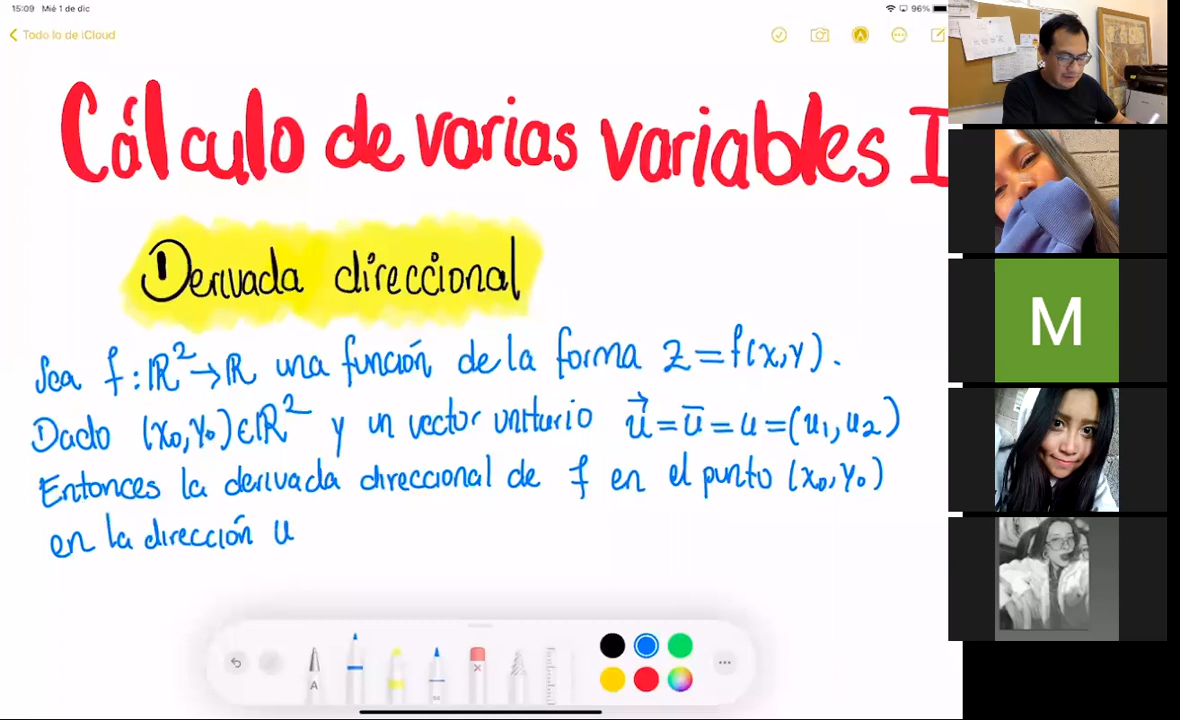 15:09 Mié 1 de dic
96%
Todo lo de iCloud
Cálculo de varias variables I
Derivada direccional
Sea f : ℝ² → ℝ una función de la forma z = f(x,y).
Dado (x₀,y₀) ∈ ℝ² y un vector unitario u⃗ = ū = u = (u₁, u₂)
Entonces la derivada direccional de f en el punto (x₀,y₀)
en la dirección u
M
A